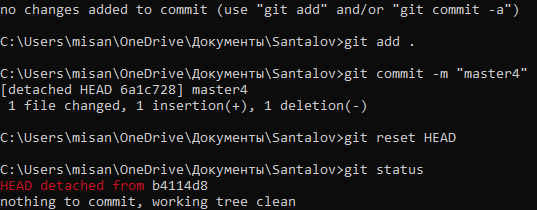 no changes added to commit (use "git add" and/or "git commit -a")
C:\Users\misan\OneDrive\Документы\Santalov>git add .
C:\Users\misan\OneDrive\Документы\Santalov>git commit -m "master4"
[detached HEAD 6a1c728] master4
 1 file changed, 1 insertion(+), 1 deletion(-)
C:\Users\misan\OneDrive\Документы\Santalov>git reset HEAD
C:\Users\misan\OneDrive\Документы\Santalov>git status
HEAD detached from b4114d8
nothing to commit, working tree clean